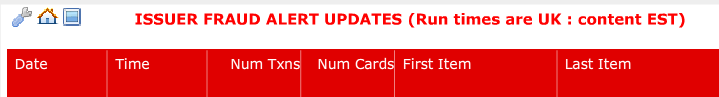 ISSUER FRAUD ALERT UPDATES (Run times are UK : content EST)
Date Time Num Txns Num Cards First Item Last Item